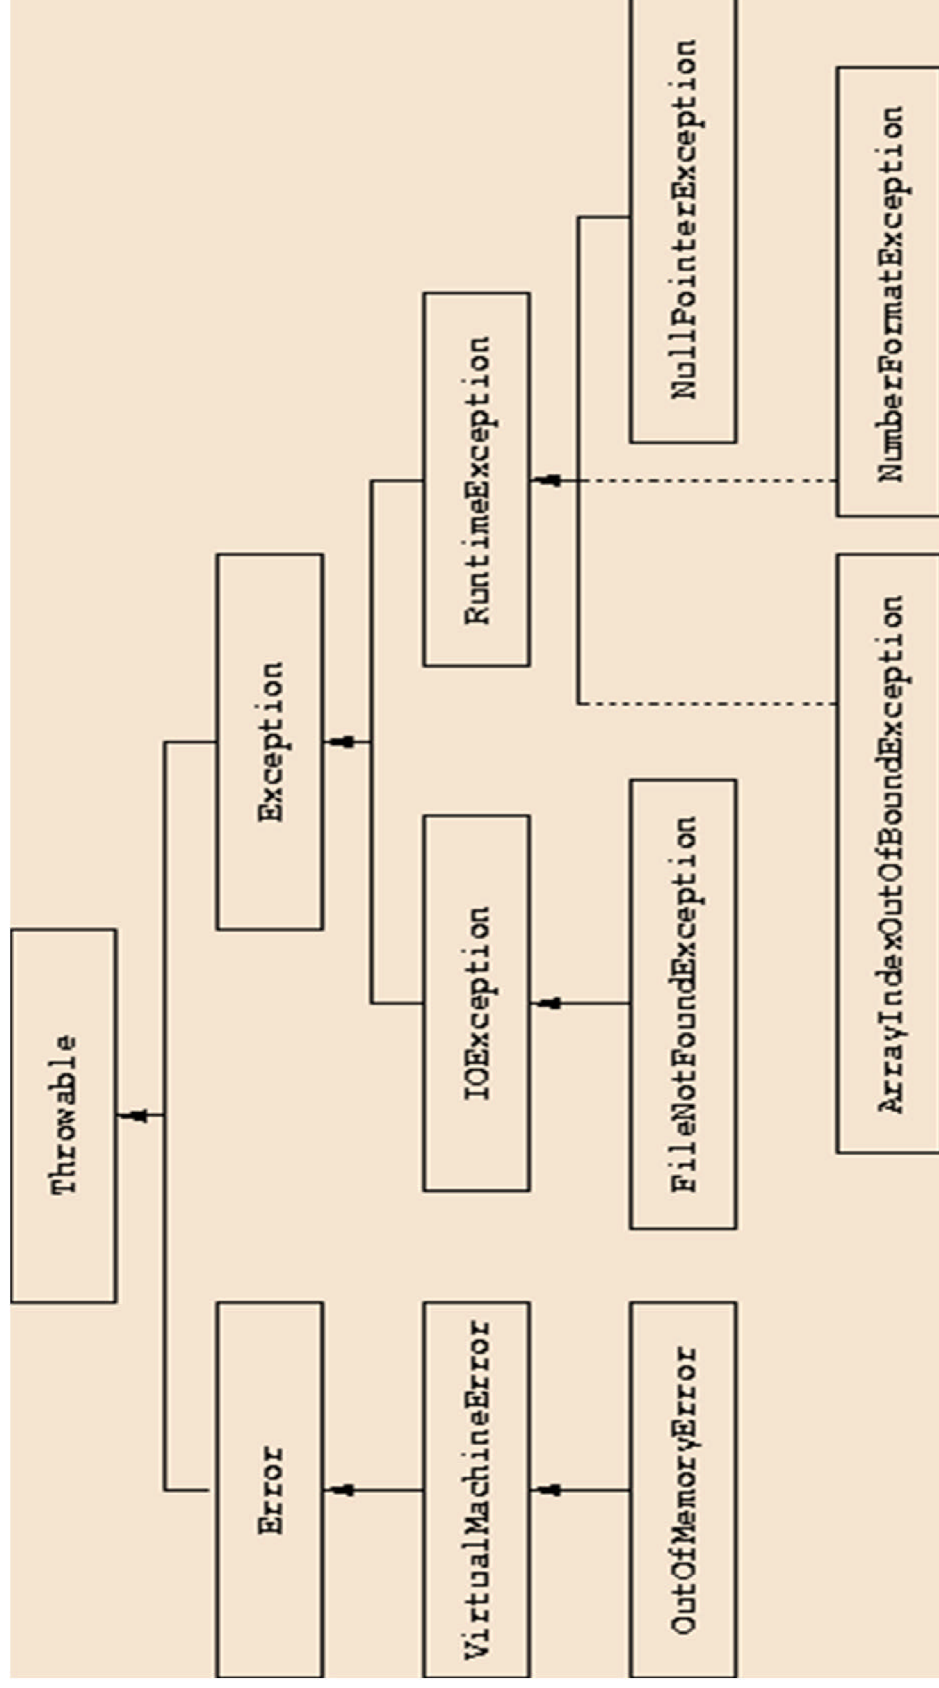 Throwable
Error
Exception
VirtualMachineError
IOException
RuntimeException
OutOfMemoryError
FileNotFoundException
NullPointerException
ArrayIndexOutOfBoundException
NumberFormatException